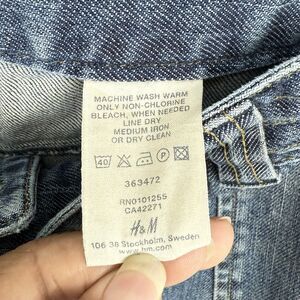 MACHINE WASH WARM
ONLY NON-CHLORINE
BLEACH, WHEN NEEDED
LINE DRY
MEDIUM IRON
OR DRY CLEAN
40 P
363472
RN0101255
CA42271
H&M
106 38 Stockholm, Sweden
www.hm.com